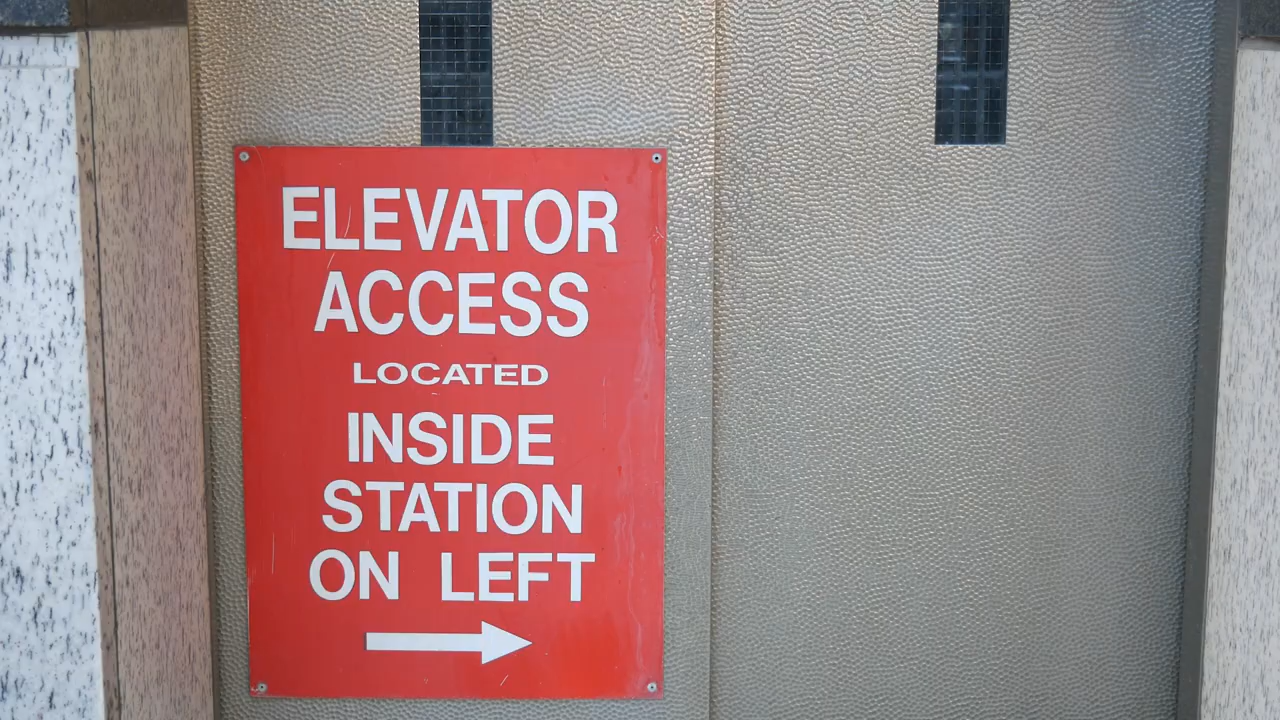 ELEVATOR
ACCESS
LOCATED
INSIDE
STATION
ON LEFT